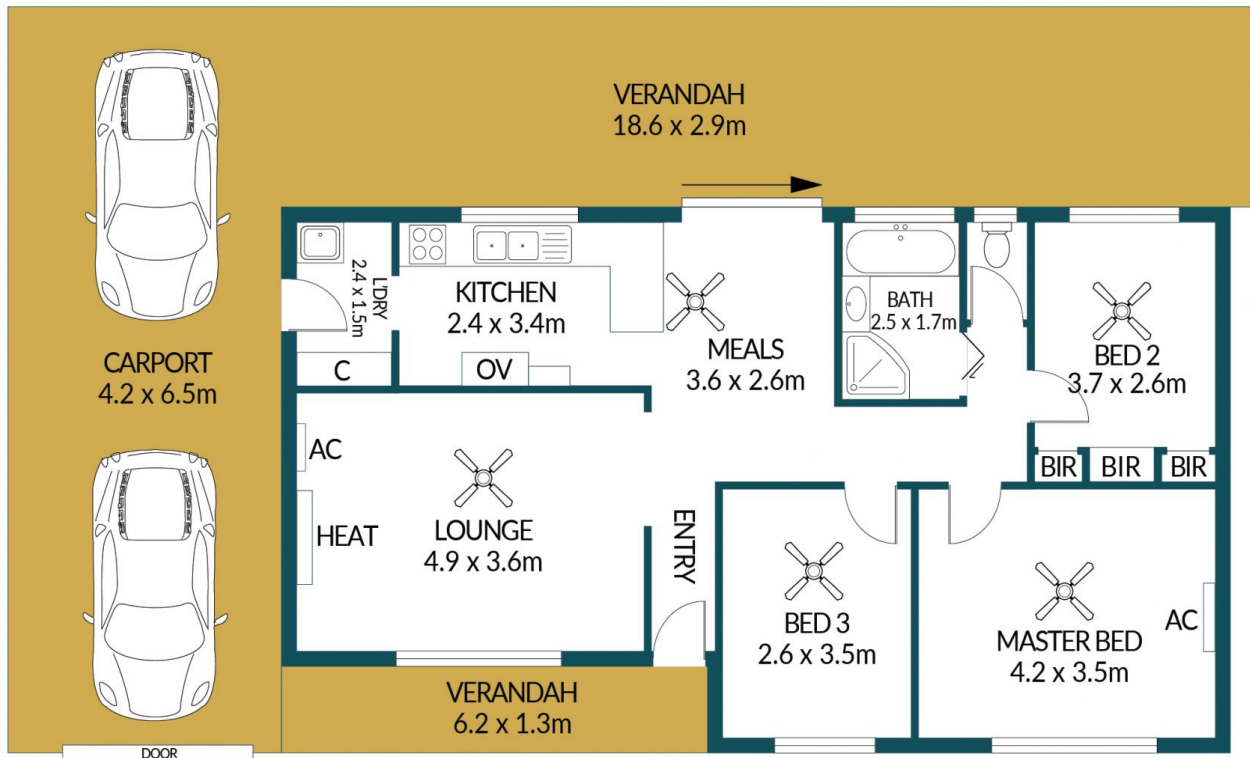 VERANDAH
18.6 x 2.9m
L'DRY
2.4 x 1.5m
KITCHEN
2.4 x 3.4m
C
OV
MEALS
3.6 x 2.6m
BATH
2.5 x 1.7m
BED 2
3.7 x 2.6m
BIR
BIR
BIR
CARPORT
4.2 x 6.5m
AC
HEAT
LOUNGE
4.9 x 3.6m
ENTRY
BED 3
2.6 x 3.5m
MASTER BED
4.2 x 3.5m
AC
VERANDAH
6.2 x 1.3m
DOOR